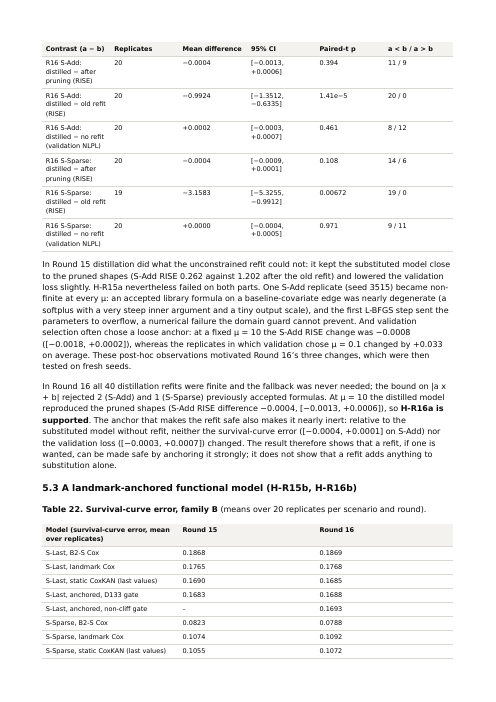 Contrast (a − b) Replicates Mean difference 95% CI Paired-t p a < b / a > b
R16 S-Add: 20 −0.0004 [−0.0013, 0.394 11 / 9
distilled − after +0.0006]
pruning (RISE)
R16 S-Add: 20 −0.9924 [−1.3512, 1.41e−5 20 / 0
distilled − old refit −0.6335]
(RISE)
R16 S-Add: 20 +0.0002 [−0.0003, 0.461 8 / 12
distilled − no refit +0.0007]
(validation NLPL)
R16 S-Sparse: 20 −0.0004 [−0.0009, 0.108 14 / 6
distilled − after +0.0001]
pruning (RISE)
R16 S-Sparse: 19 −3.1583 [−5.3255, 0.00672 19 / 0
distilled − old refit −0.9912]
(RISE)
R16 S-Sparse: 20 +0.0000 [−0.0004, 0.971 9 / 11
distilled − no refit +0.0005]
(validation NLPL)
In Round 15 distillation did what the unconstrained refit could not: it kept the substituted model close
to the pruned shapes (S-Add RISE 0.262 against 1.202 after the old refit) and lowered the validation
loss slightly. H-R15a nevertheless failed on both parts. One S-Add replicate (seed 3515) became non-
finite at every μ: an accepted library formula on a baseline-covariate edge was nearly degenerate (a
softplus with a very steep inner argument and a tiny output scale), and the first L-BFGS step sent the
parameters to overflow, a numerical failure the domain guard cannot prevent. And validation
selection often chose a loose anchor: at a fixed μ = 10 the S-Add RISE change was −0.0008
([−0.0018, +0.0002]), whereas the replicates in which validation chose μ = 0.1 changed by +0.033
on average. These post-hoc observations motivated Round 16’s three changes, which were then
tested on fresh seeds.
In Round 16 all 40 distillation refits were finite and the fallback was never needed; the bound on |a x
+ b| rejected 2 (S-Add) and 1 (S-Sparse) previously accepted formulas. At μ = 10 the distilled
model reproduced the pruned shapes (S-Add RISE difference −0.0004, [−0.0013, +0.0006]), so H-R16a is
supported. The anchor that makes the refit safe also makes it nearly inert: relative to the
substituted model without refit, neither the survival-curve error ([−0.0004, +0.0001] on S-Add) nor
the validation loss ([−0.0003, +0.0007]) changed. The result therefore shows that a refit, if one is
wanted, can be made safe by anchoring it strongly; it does not show that a refit adds anything to
substitution alone.
5.3 A landmark-anchored functional model (H-R15b, H-R16b)
Table 22. Survival-curve error, family B (means over 20 replicates per scenario and round).
Model (survival-curve error, mean Round 15 Round 16
over replicates)
S-Last, B2-S Cox 0.1868 0.1869
S-Last, landmark Cox 0.1765 0.1768
S-Last, static CoxKAN (last values) 0.1690 0.1685
S-Last, anchored, D133 gate 0.1683 0.1688
S-Last, anchored, non-cliff gate – 0.1693
S-Sparse, B2-S Cox 0.0823 0.0788
S-Sparse, landmark Cox 0.1074 0.1092
S-Sparse, static CoxKAN (last values) 0.1055 0.1072